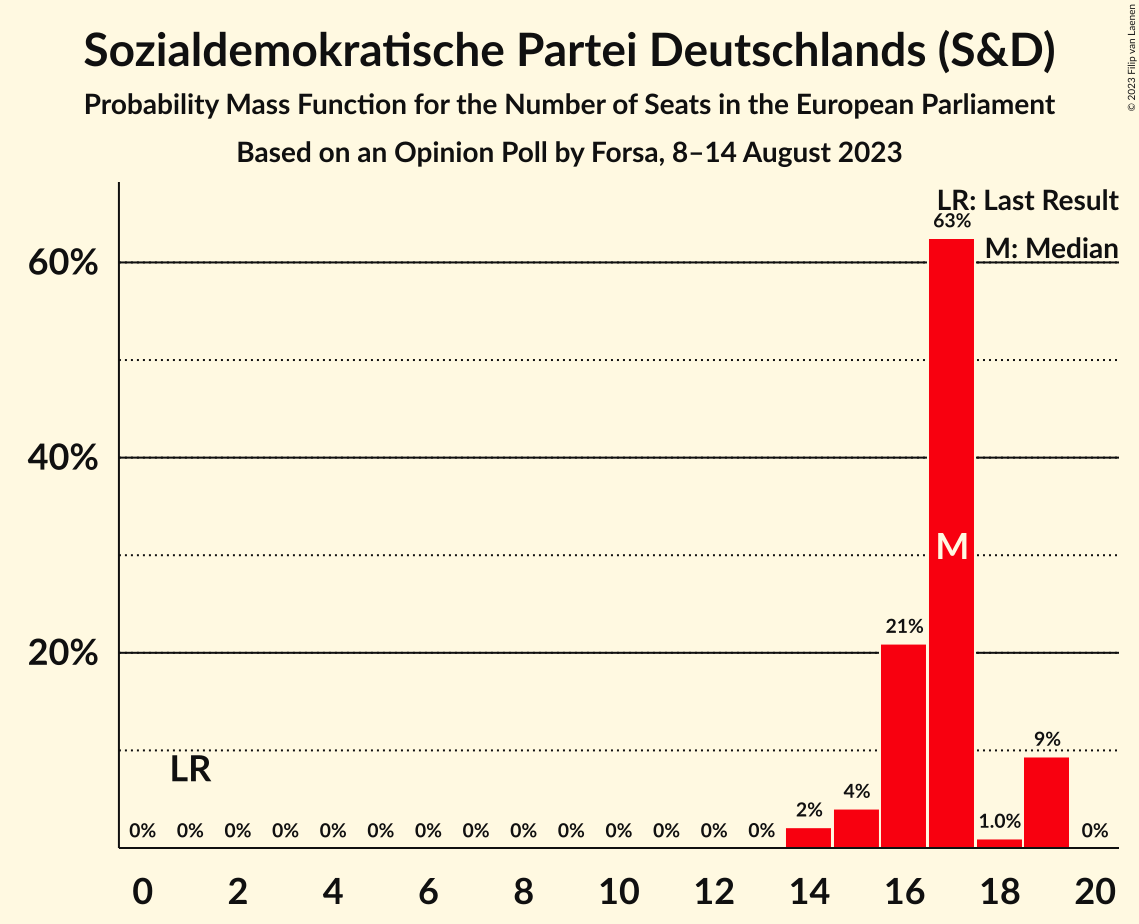 Sozialdemokratische Partei Deutschlands (S&D)
Probability Mass Function for the Number of Seats in the European Parliament
Based on an Opinion Poll by Forsa, 8–14 August 2023
© 2023 Filip van Laenen
LR: Last Result
63%
M: Median
60%
40%
M
21%
20%
LR
9%
4%
2%
1.0%
0% 0% 0% 0% 0% 0% 0% 0% 0% 0% 0% 0% 0% 0% 0%
0 2 4 6 8 10 12 14 16 18 20